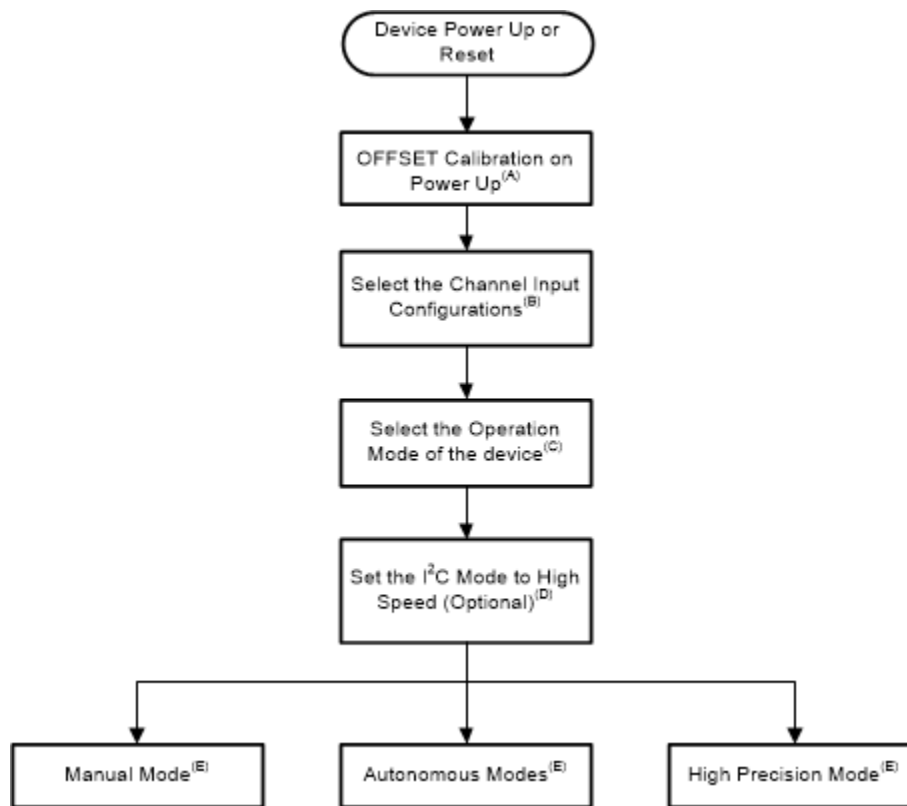 Device Power Up or
Reset
OFFSET Calibration on
Power Up(A)
Select the Channel Input
Configurations(B)
Select the Operation
Mode of the device(C)
Set the I²C Mode to High
Speed (Optional)(D)
Manual Mode(E)
Autonomous Modes(E)
High Precision Mode(E)